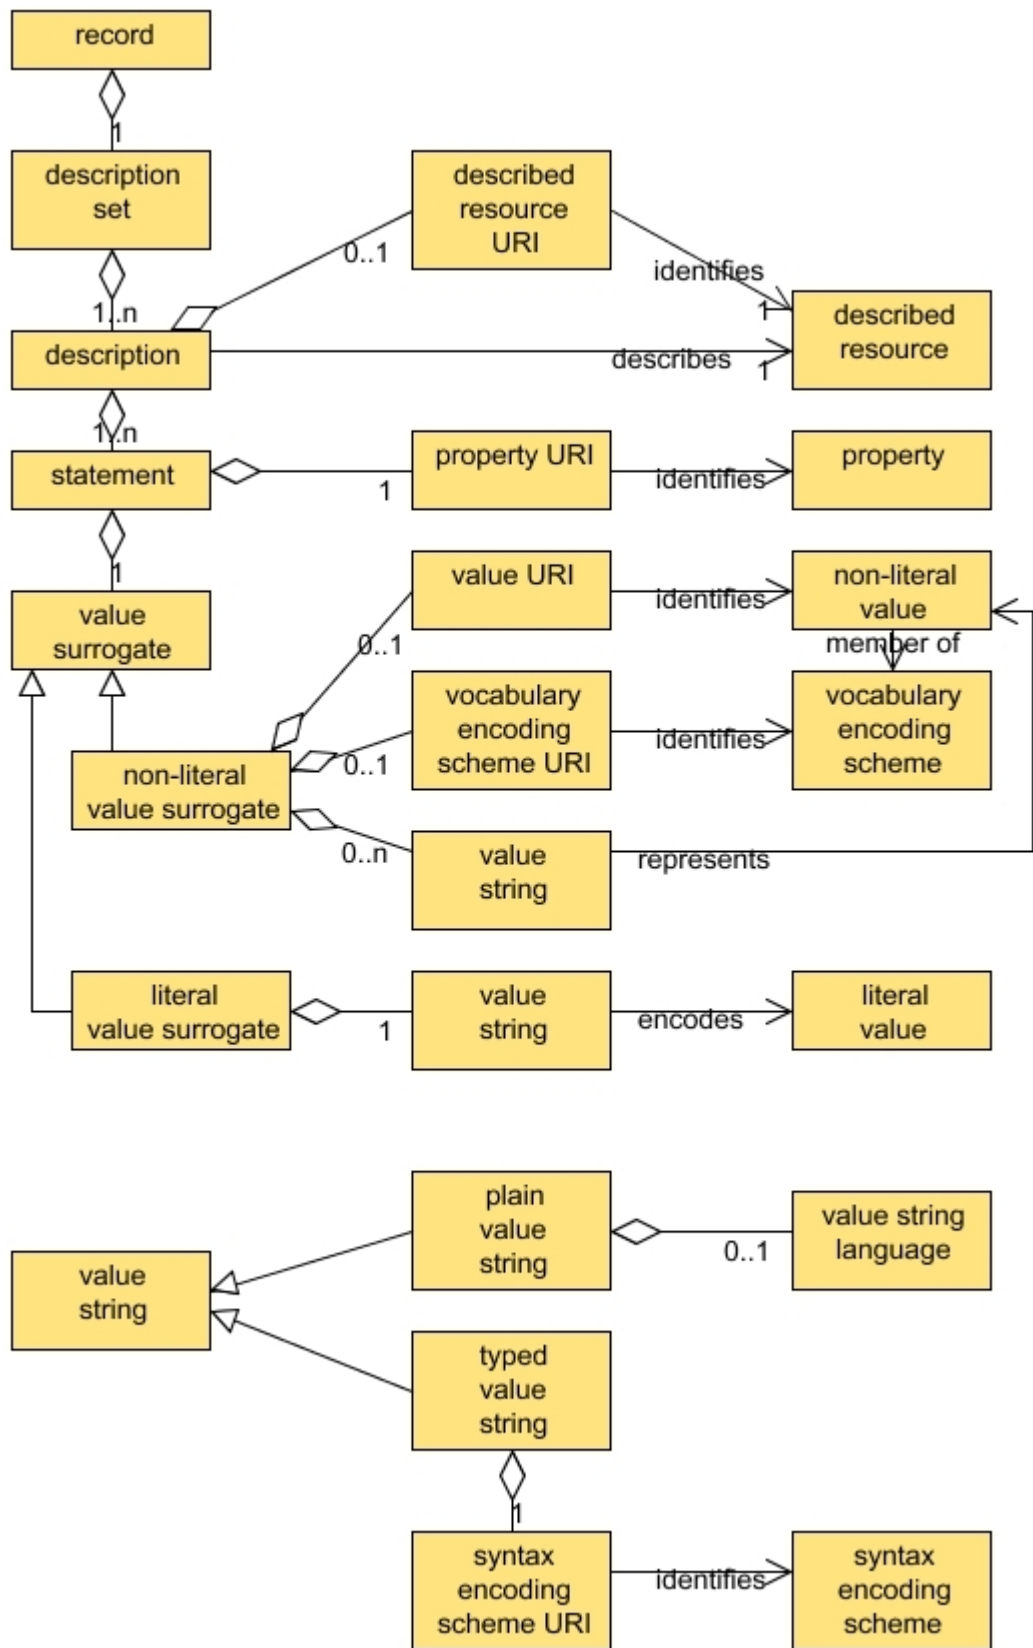 record
1
description
set
described
resource
URI
0..1
identifies
1..n
1
described
resource
description
describes
1
1..n
statement
property URI
property
1
identifies
1
value
surrogate
value URI
non-literal
value
identifies
0..1
member of
vocabulary
encoding
scheme URI
vocabulary
encoding
scheme
identifies
0..1
non-literal
value surrogate
0..n
value
string
represents
literal
value surrogate
1
value
string
encodes
literal
value
plain
value
string
value string
language
0..1
value
string
typed
value
string
1
syntax
encoding
scheme URI
identifies
syntax
encoding
scheme